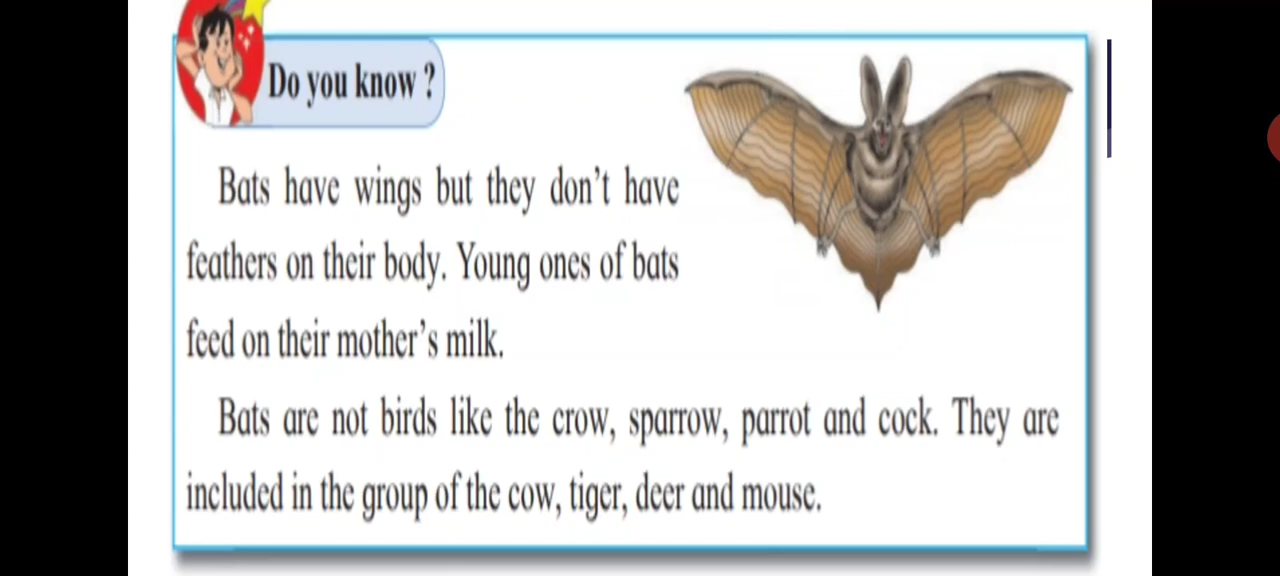 Do you know ?
Bats have wings but they don't have
feathers on their body. Young ones of bats
feed on their mother's milk.
Bats are not birds like the crow, sparrow, parrot and cock. They are
included in the group of the cow, tiger, deer and mouse.